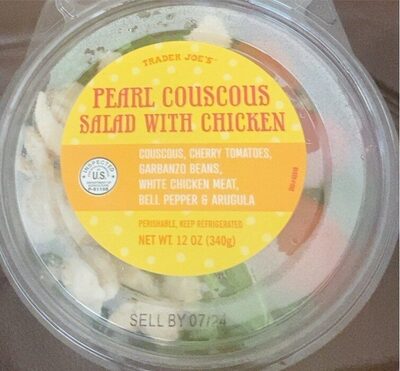 TRADER JOE'S
PEARL COUSCOUS
SALAD WITH CHICKEN
COUSCOUS, CHERRY TOMATOES,
GARBANZO BEANS,
WHITE CHICKEN MEAT,
BELL PEPPER & ARUGULA
INSPECTED
U.S.
PERISHABLE, KEEP REFRIGERATED
NET WT. 12 OZ (340g)
SELL BY 07/24